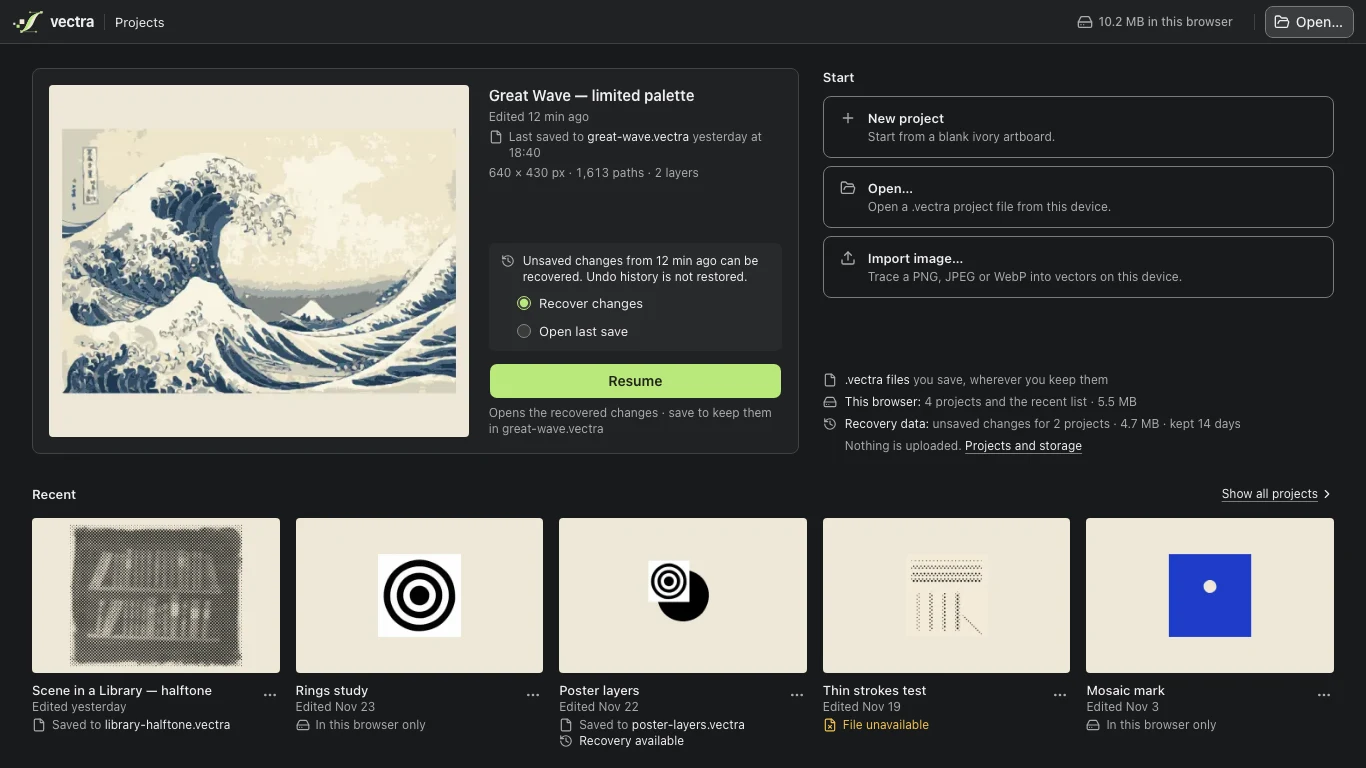 vectra
Projects
10.2 MB in this browser
Open...
Great Wave — limited palette
Edited 12 min ago
Last saved to great-wave.vectra yesterday at
18:40
640 × 430 px · 1,613 paths · 2 layers
Unsaved changes from 12 min ago can be
recovered. Undo history is not restored.
Recover changes
Open last save
Resume
Opens the recovered changes · save to keep them
in great-wave.vectra
Start
New project
Start from a blank ivory artboard.
Open...
Open a .vectra project file from this device.
Import image...
Trace a PNG, JPEG or WebP into vectors on this device.
.vectra files you save, wherever you keep them
This browser: 4 projects and the recent list · 5.5 MB
Recovery data: unsaved changes for 2 projects · 4.7 MB · kept 14 days
Nothing is uploaded. Projects and storage
Recent
Show all projects
Scene in a Library — halftone
Edited yesterday
Saved to library-halftone.vectra
Rings study
Edited Nov 23
In this browser only
Poster layers
Edited Nov 22
Saved to poster-layers.vectra
Recovery available
Thin strokes test
Edited Nov 19
File unavailable
Mosaic mark
Edited Nov 3
In this browser only